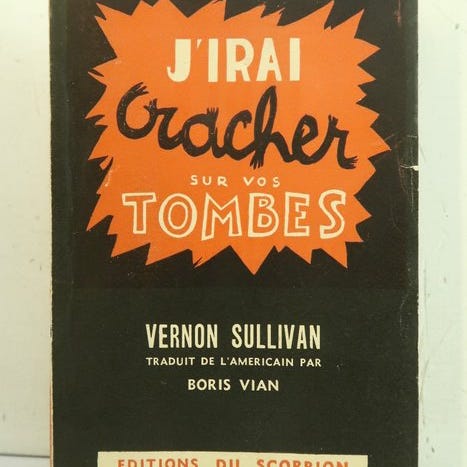 J'IRAI
Cracher
SUR VOS
TOMBES
VERNON SULLIVAN
TRADUIT DE L'AMERICAIN PAR
BORIS VIAN
EDITIONS DU SCORPION